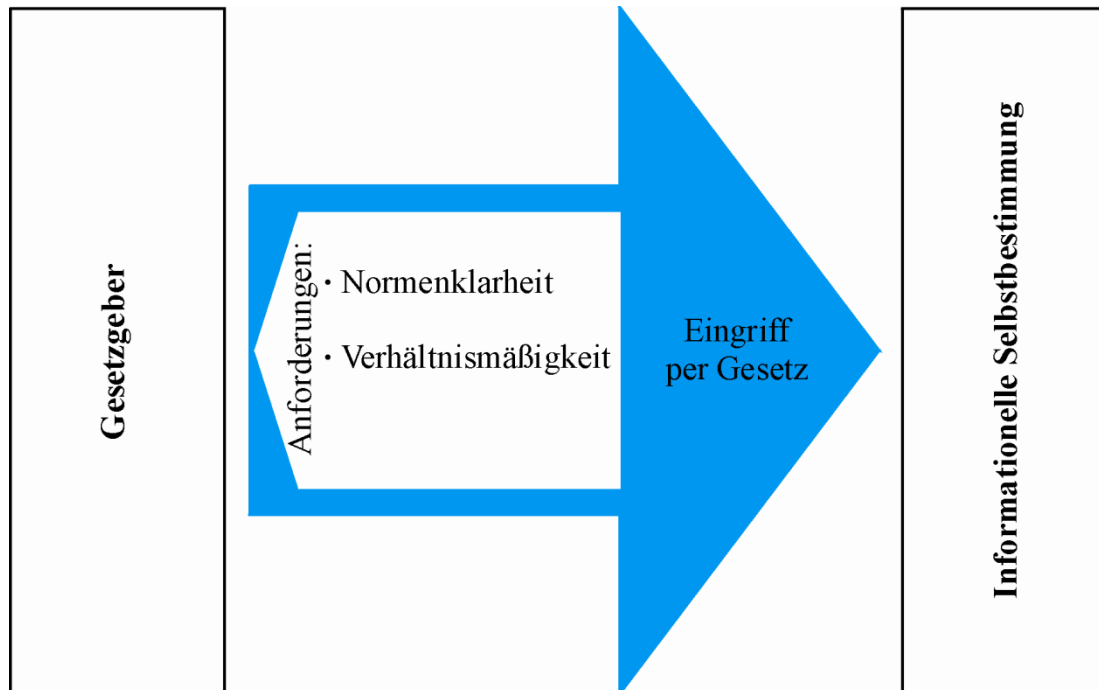 Gesetzgeber
Anforderungen:
· Normenklarheit
· Verhältnismäßigkeit
Eingriff
per Gesetz
Informationelle Selbstbestimmung